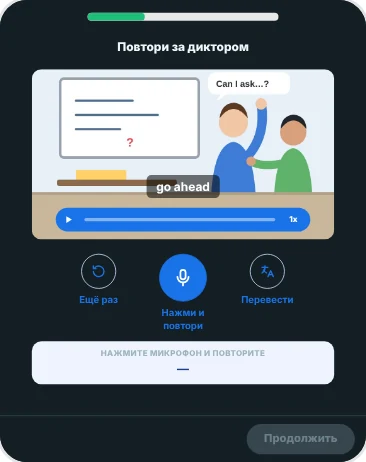 Повтори за диктором
Can I ask...?
?
go ahead
1x
Ещё раз
Нажми и
повтори
Перевести
НАЖМИТЕ МИКРОФОН И ПОВТОРИТЕ
—
Продолжить